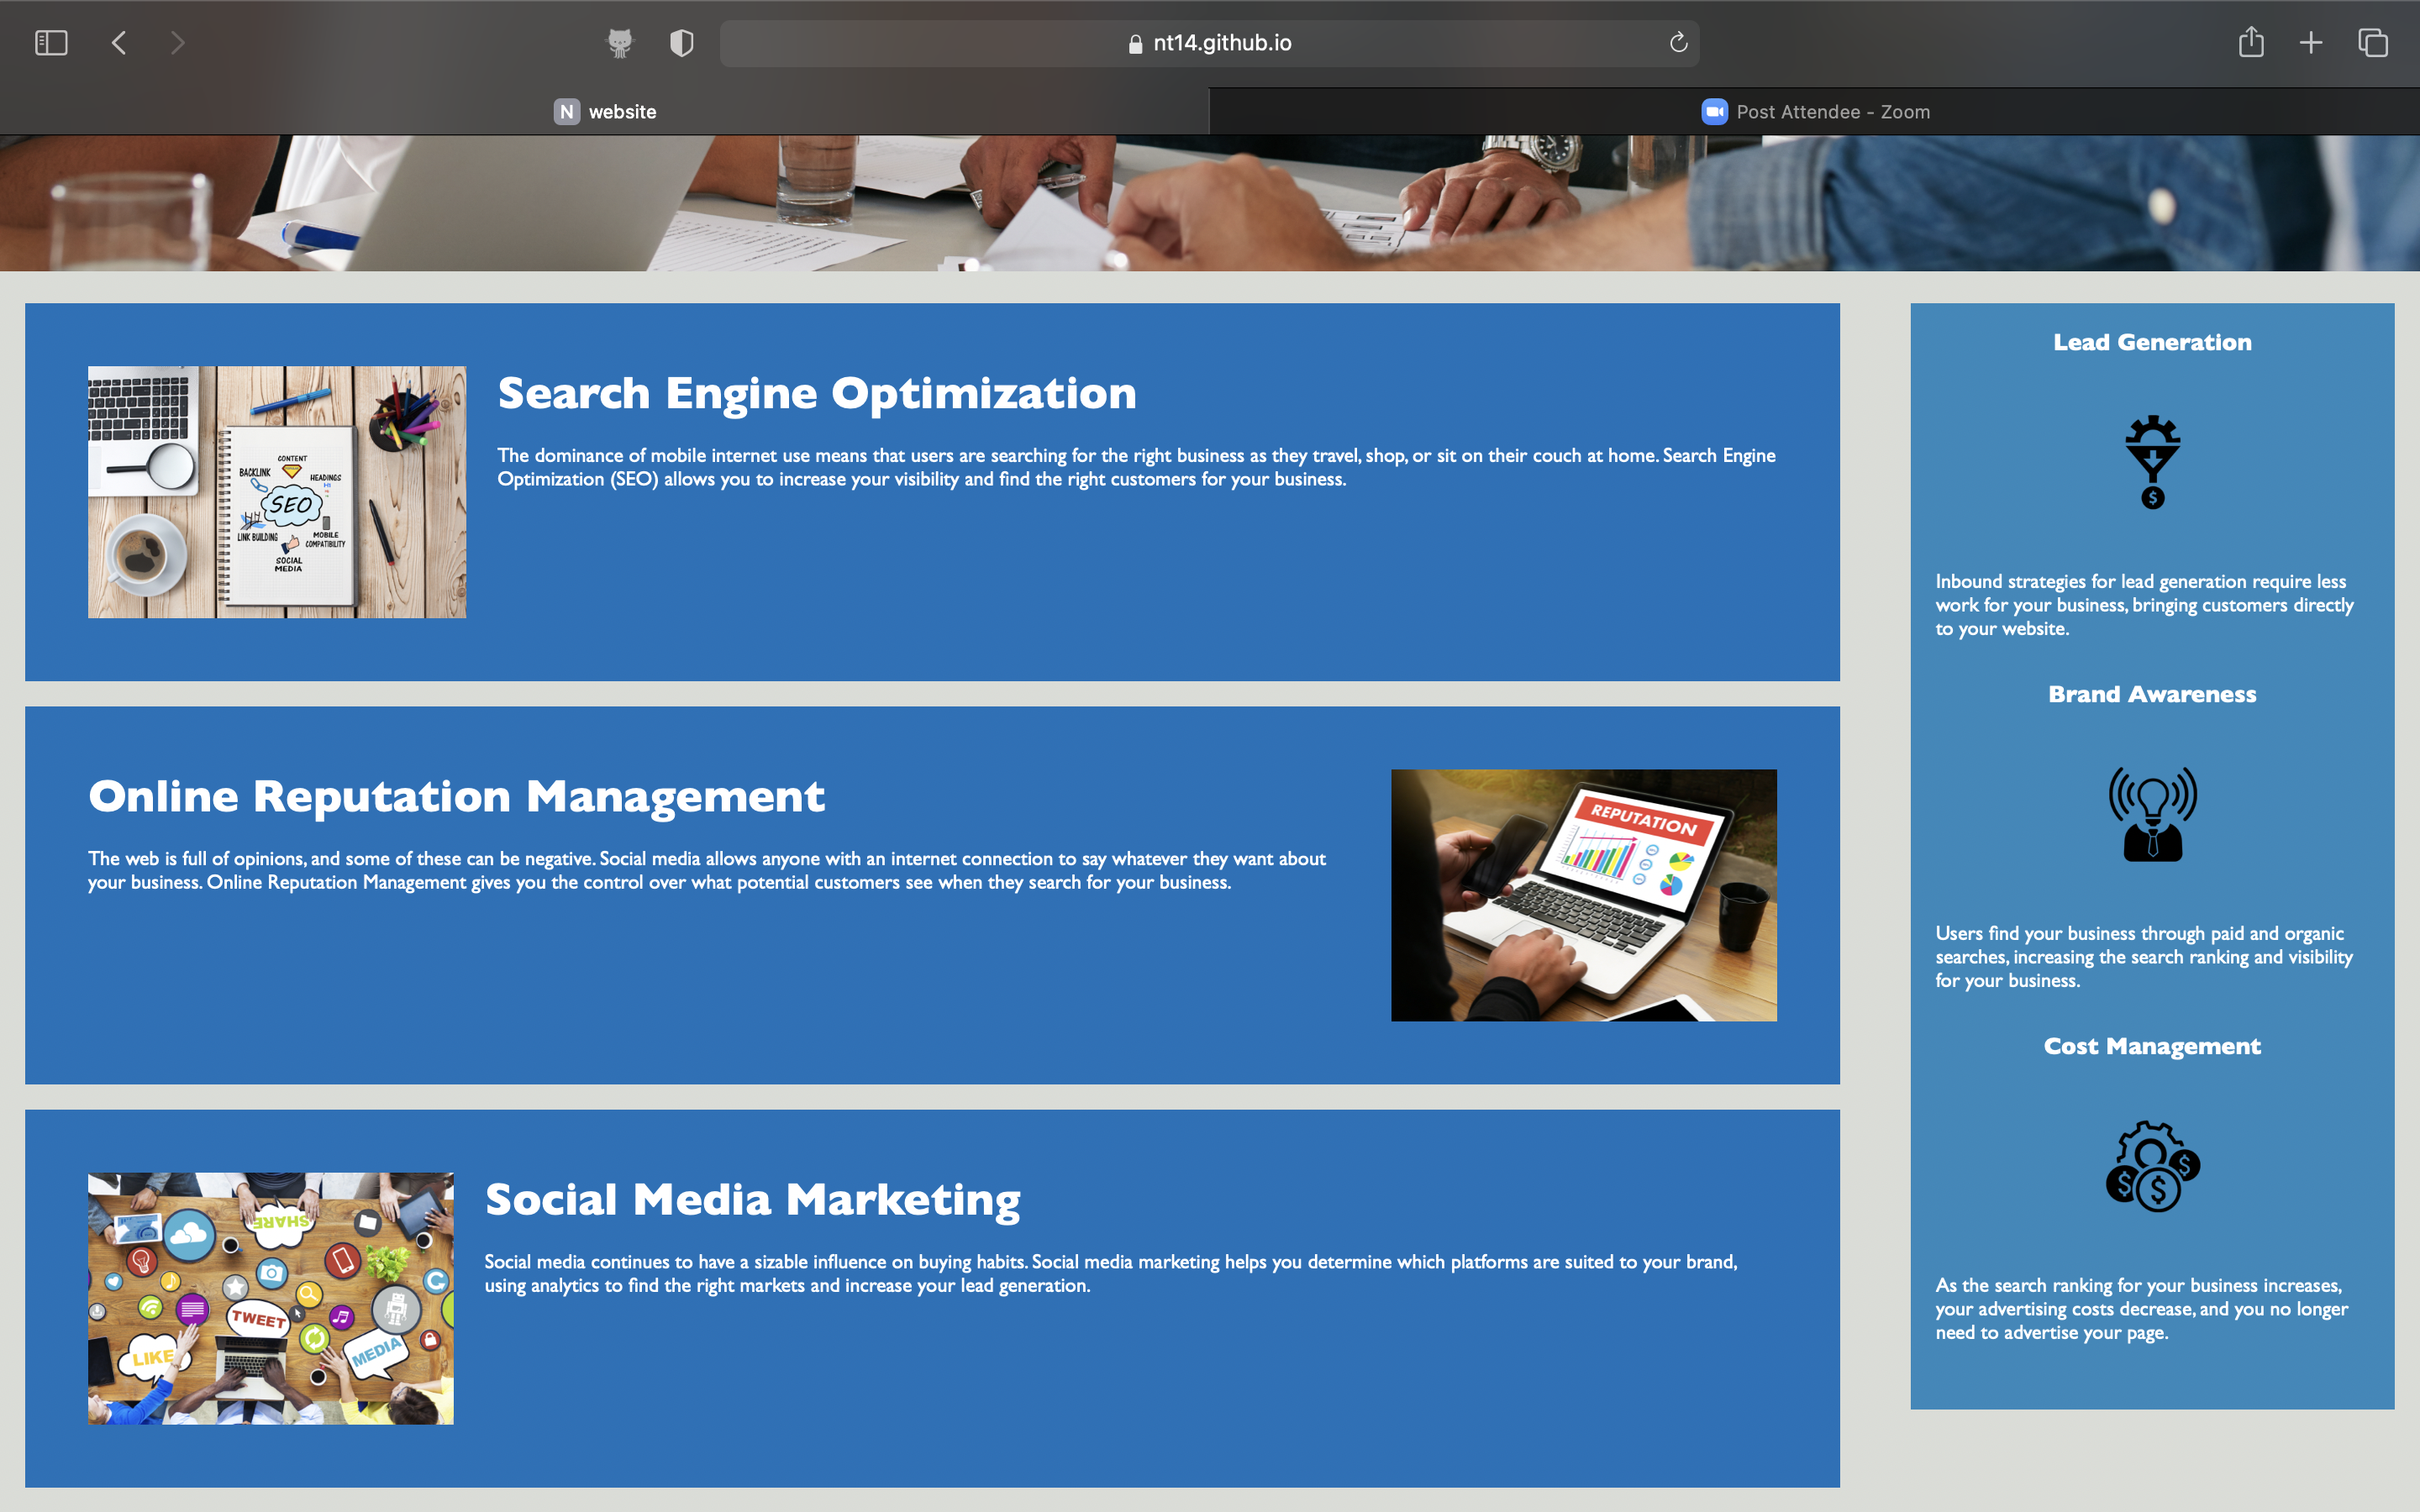 nt14.github.io
N website
Post Attendee - Zoom
Search Engine Optimization
The dominance of mobile internet use means that users are searching for the right business as they travel, shop, or sit on their couch at home. Search Engine
Optimization (SEO) allows you to increase your visibility and find the right customers for your business.
CONTENT
BACKLINK
HEADINGS
SEO
LINK BUILDING
MOBILE
COMPATIBILITY
SOCIAL
MEDIA
Online Reputation Management
The web is full of opinions, and some of these can be negative. Social media allows anyone with an internet connection to say whatever they want about
your business. Online Reputation Management gives you the control over what potential customers see when they search for your business.
REPUTATION
Social Media Marketing
Social media continues to have a sizable influence on buying habits. Social media marketing helps you determine which platforms are suited to your brand,
using analytics to find the right markets and increase your lead generation.
SHARE
TWEET
LIKE
MEDIA
Lead Generation
$
Inbound strategies for lead generation require less
work for your business, bringing customers directly
to your website.
Brand Awareness
Users find your business through paid and organic
searches, increasing the search ranking and visibility
for your business.
Cost Management
$
$
$
As the search ranking for your business increases,
your advertising costs decrease, and you no longer
need to advertise your page.